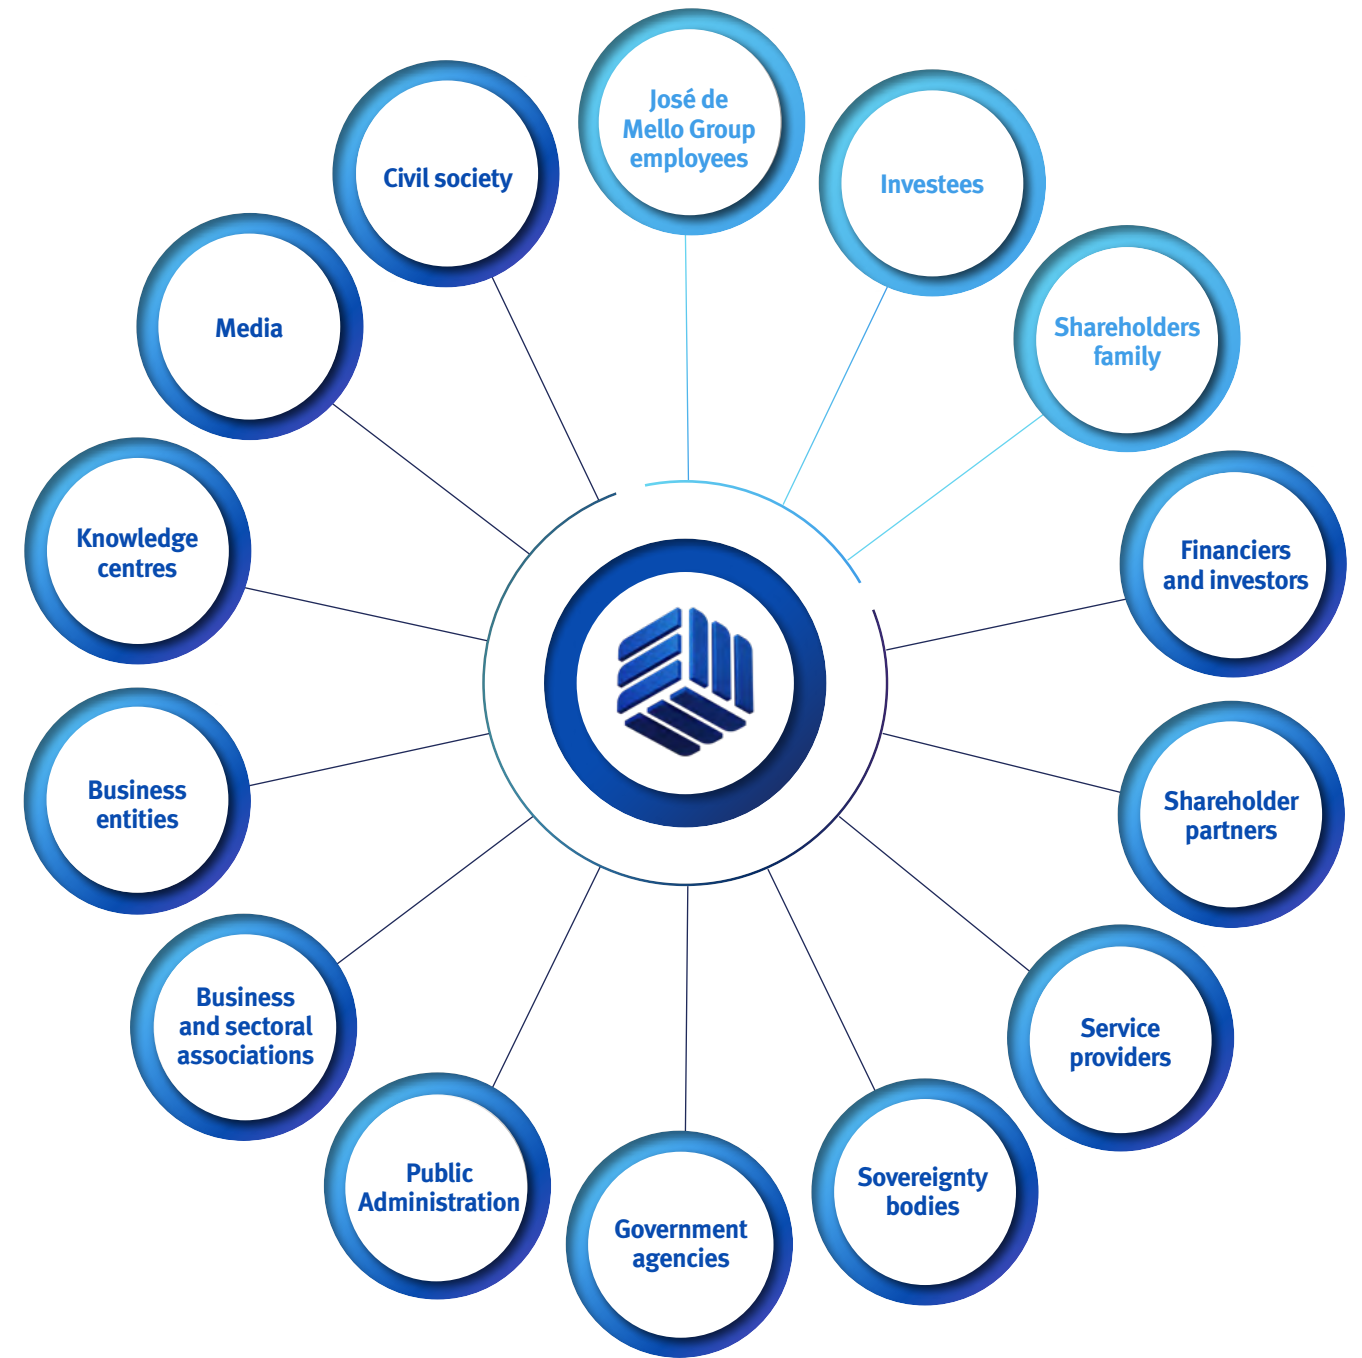 José de
Mello Group
employees
Investees
Shareholders
family
Financiers
and investors
Shareholder
partners
Service
providers
Sovereignty
bodies
Government
agencies
Public
Administration
Business
and sectoral
associations
Business
entities
Knowledge
centres
Media
Civil society